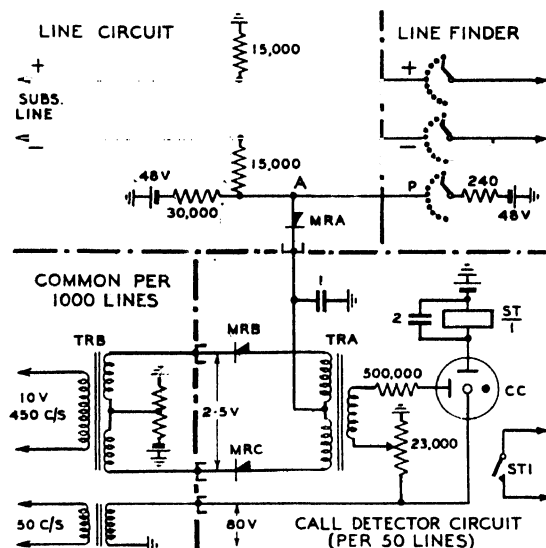 LINE CIRCUIT
15,000
LINE FINDER
+
+
SUBS.
LINE
—
—
15,000
48V
30,000
A
P
240
48V
MRA
COMMON PER
1000 LINES
1
2
ST
1
TRB
MRB
TRA
500,000
CC
10V
450 C/S
2·5V
23,000
MRC
ST1
50 C/S
80V
CALL DETECTOR CIRCUIT
(PER 50 LINES)